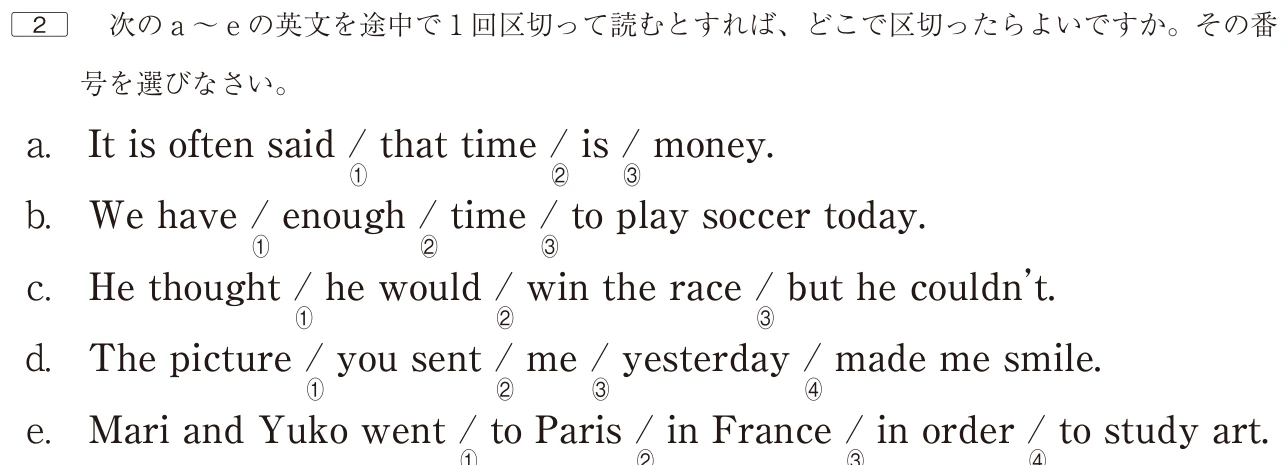 2 次のa～eの英文を途中で1回区切って読むとすれば、どこで区切ったらよいですか。その番
号を選びなさい。
a. It is often said / that time / is / money.
① ② ③
b. We have / enough / time / to play soccer today.
① ② ③
c. He thought / he would / win the race / but he couldn't.
① ② ③
d. The picture / you sent / me / yesterday / made me smile.
① ② ③ ④
e. Mari and Yuko went / to Paris / in France / in order / to study art.
① ② ③ ④